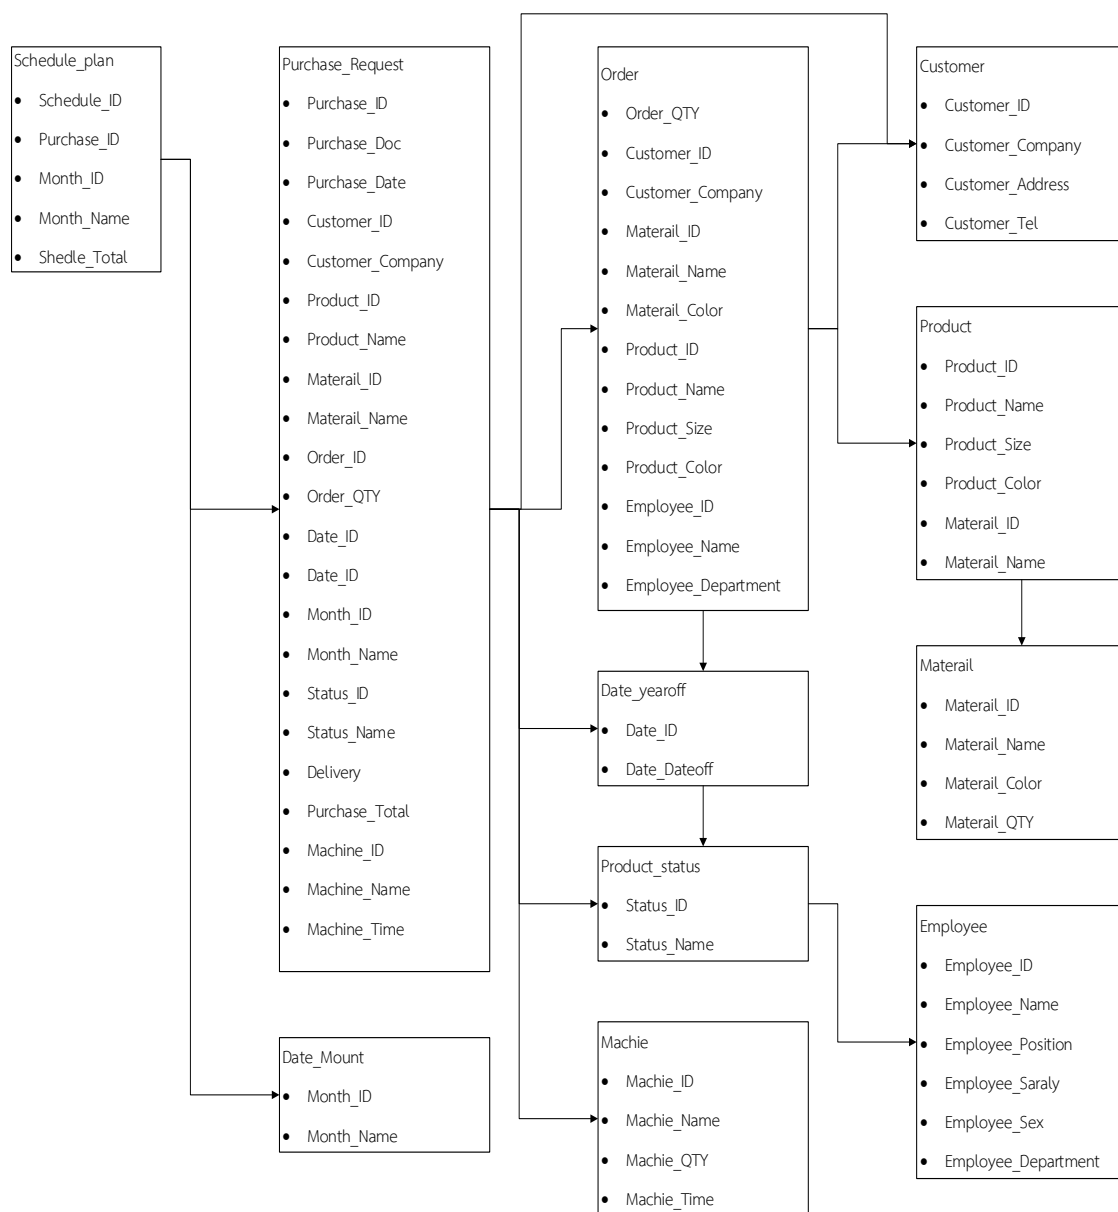 Schedule_plan
Schedule_ID
Purchase_ID
Month_ID
Month_Name
Shedle_Total
Purchase_Request
Purchase_ID
Purchase_Doc
Purchase_Date
Customer_ID
Customer_Company
Product_ID
Product_Name
Materail_ID
Materail_Name
Order_ID
Order_QTY
Date_ID
Date_ID
Month_ID
Month_Name
Status_ID
Status_Name
Delivery
Purchase_Total
Machine_ID
Machine_Name
Machine_Time
Date_Mount
Month_ID
Month_Name
Order
Order_QTY
Customer_ID
Customer_Company
Materail_ID
Materail_Name
Materail_Color
Product_ID
Product_Name
Product_Size
Product_Color
Employee_ID
Employee_Name
Employee_Department
Date_yearoff
Date_ID
Date_Dateoff
Product_status
Status_ID
Status_Name
Machie
Machie_ID
Machie_Name
Machie_QTY
Machie_Time
Customer
Customer_ID
Customer_Company
Customer_Address
Customer_Tel
Product
Product_ID
Product_Name
Product_Size
Product_Color
Materail_ID
Materail_Name
Materail
Materail_ID
Materail_Name
Materail_Color
Materail_QTY
Employee
Employee_ID
Employee_Name
Employee_Position
Employee_Saraly
Employee_Sex
Employee_Department